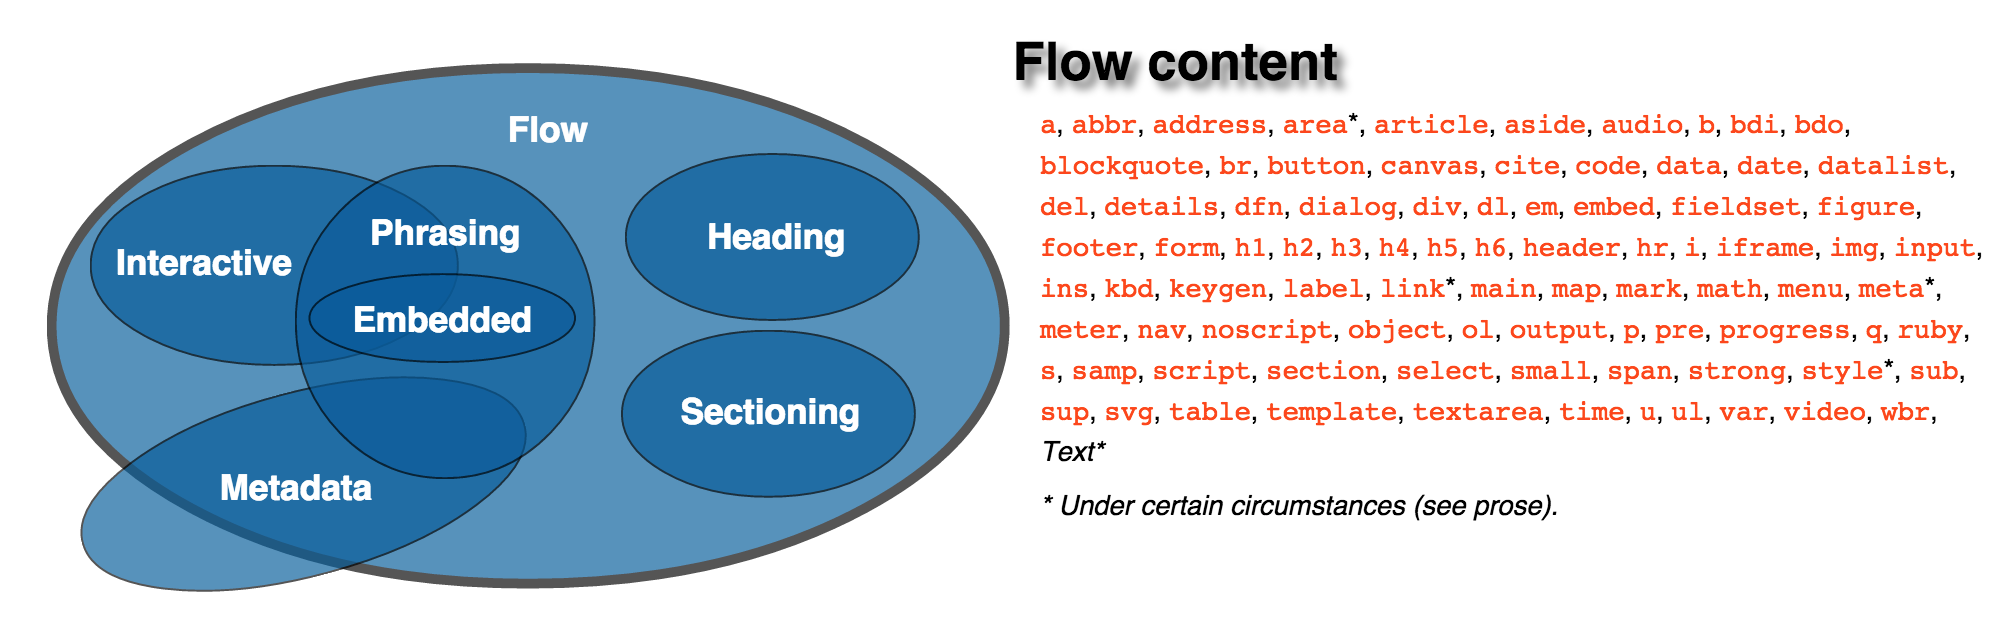 Flow
Phrasing
Interactive
Embedded
Metadata
Heading
Sectioning
Flow content
a, abbr, address, area*, article, aside, audio, b, bdi, bdo,
blockquote, br, button, canvas, cite, code, data, date, datalist,
del, details, dfn, dialog, div, dl, em, embed, fieldset, figure,
footer, form, h1, h2, h3, h4, h5, h6, header, hr, i, iframe, img, input,
ins, kbd, keygen, label, link*, main, map, mark, math, menu, meta*,
meter, nav, noscript, object, ol, output, p, pre, progress, q, ruby,
s, samp, script, section, select, small, span, strong, style*, sub,
sup, svg, table, template, textarea, time, u, ul, var, video, wbr,
Text*
* Under certain circumstances (see prose).